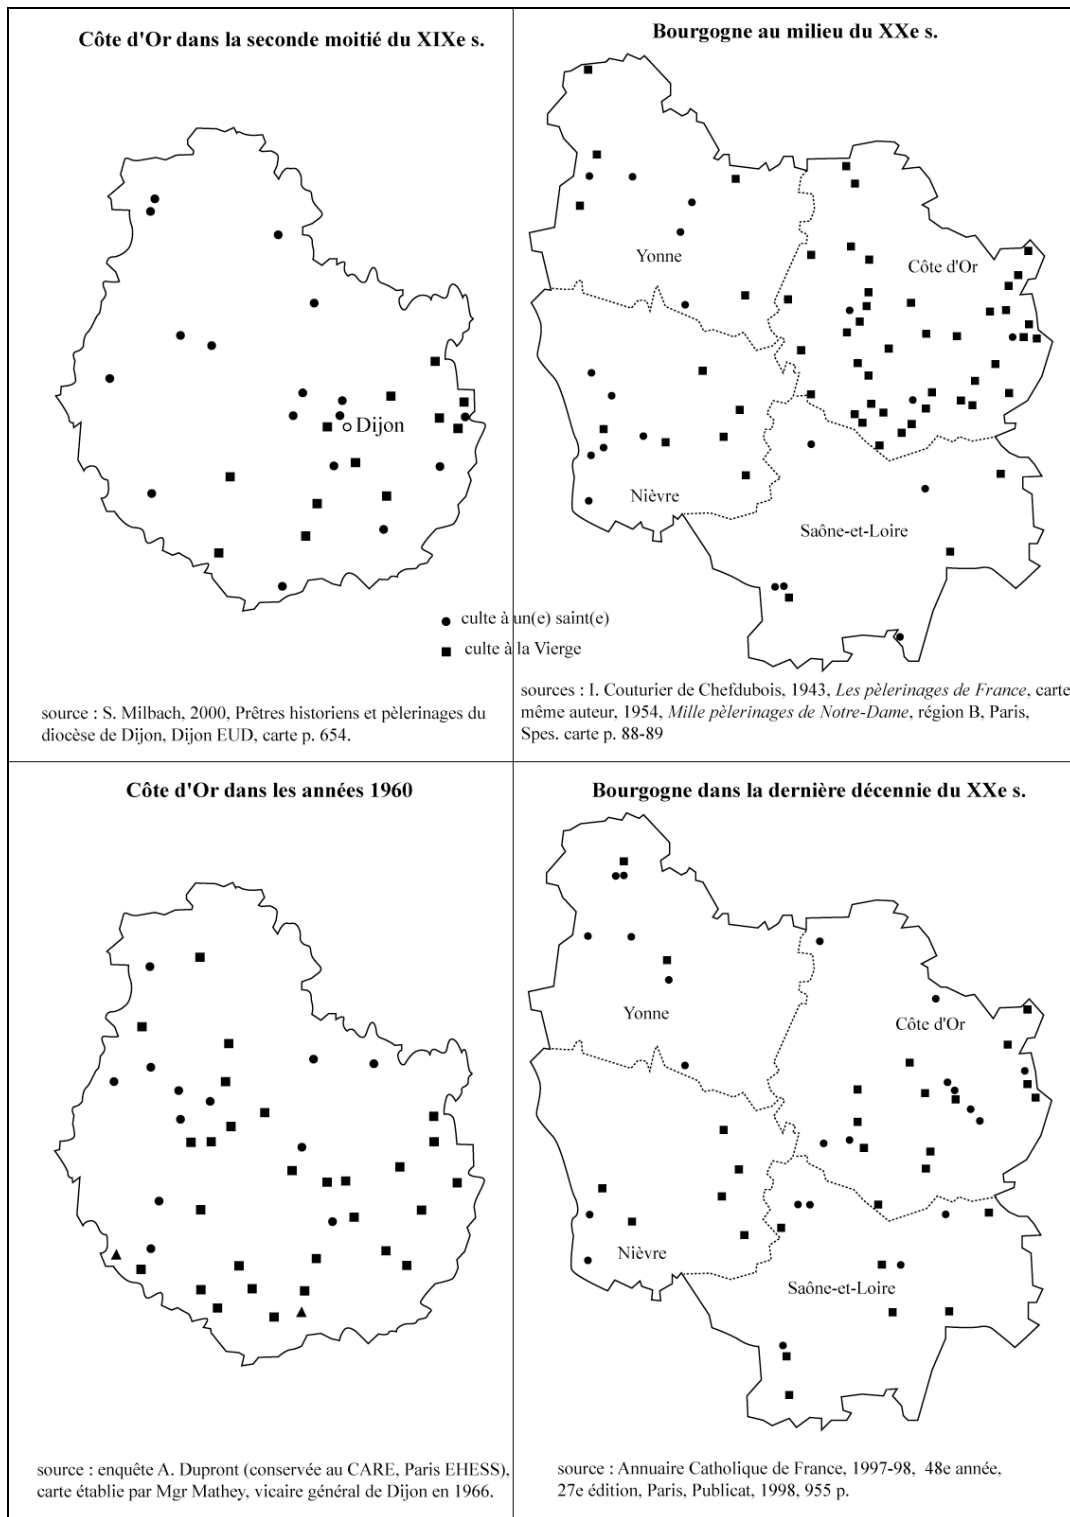 Côte d'Or dans la seconde moitié du XIXe s.
Dijon
source : S. Milbach, 2000, Prêtres historiens et pèlerinages du
diocèse de Dijon, Dijon EUD, carte p. 654.
Bourgogne au milieu du XXe s.
Yonne
Côte d'Or
Nièvre
Saône-et-Loire
culte à un(e) saint(e)
culte à la Vierge
sources : I. Couturier de Chefdubois, 1943, Les pèlerinages de France, carte
même auteur, 1954, Mille pèlerinages de Notre-Dame, région B, Paris,
Spes. carte p. 88-89
Côte d'Or dans les années 1960
source : enquête A. Dupront (conservée au CARE, Paris EHESS),
carte établie par Mgr Mathey, vicaire général de Dijon en 1966.
Bourgogne dans la dernière décennie du XXe s.
Yonne
Côte d'Or
Nièvre
Saône-et-Loire
source : Annuaire Catholique de France, 1997-98, 48e année,
27e édition, Paris, Publicat, 1998, 955 p.